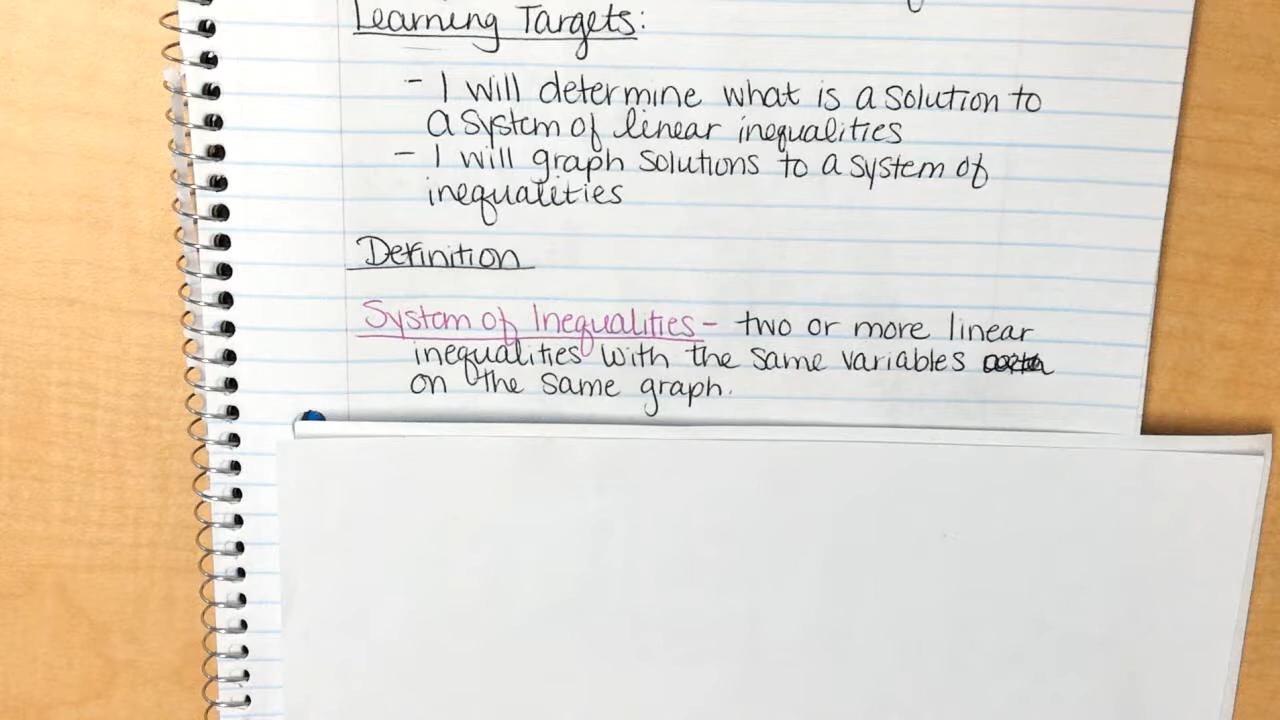 Learning Targets:
- I will determine what is a solution to
a system of linear inequalities
- I will graph solutions to a system of
inequalities
Definition
System of Inequalities - two or more linear
inequalities with the same variables
on the same graph.